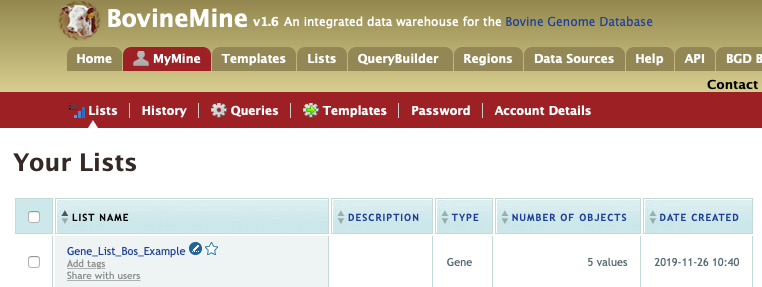 BovineMine v1.6 An integrated data warehouse for the Bovine Genome Database
Home MyMine Templates Lists QueryBuilder Regions Data Sources Help API BGD B
Contact
Lists History Queries Templates Password Account Details
Your Lists
LIST NAME DESCRIPTION TYPE NUMBER OF OBJECTS DATE CREATED
Gene_List_Bos_Example Gene 5 values 2019-11-26 10:40
Add tags
Share with users